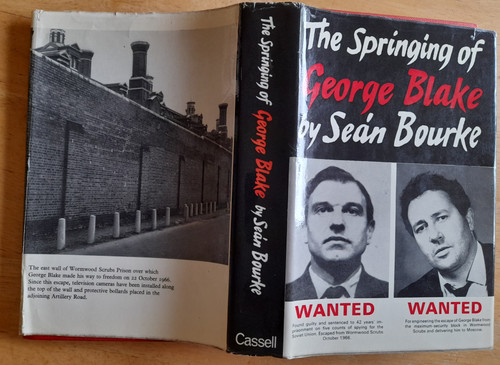 The east wall of Wormwood Scrubs Prison over which
George Blake made his way to freedom on 22 October 1966.
Since this escape, television cameras have been installed along
the top of the wall and protective bollards placed in the
adjoining Artillery Road.
The Springing of George Blake by Seán Bourke
Cassell
The Springing of
George Blake
by Seán Bourke
WANTED
Found guilty and sentenced to 42 years' im-
prisonment on five counts of spying for the
Soviet Union. Escaped from Wormwood Scrubs
October 1966.
WANTED
For engineering the escape of George Blake from
the maximum-security block in Wormwood
Scrubs and delivering him to Moscow.